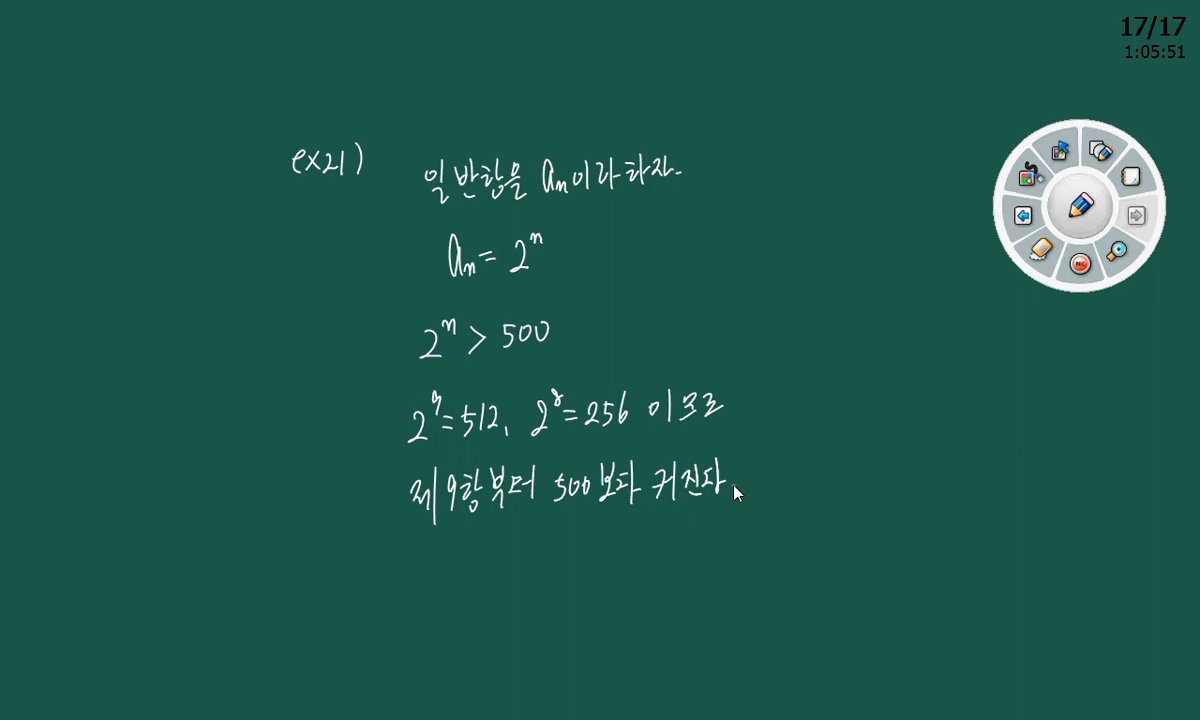 17/17
1:05:51
ex21)
일반항을 aₙ이라하자.
aₙ = 2ⁿ
2ⁿ > 500
2⁹=512, 2⁸=256 이므로
제9항부터 500보다 커진다
REC